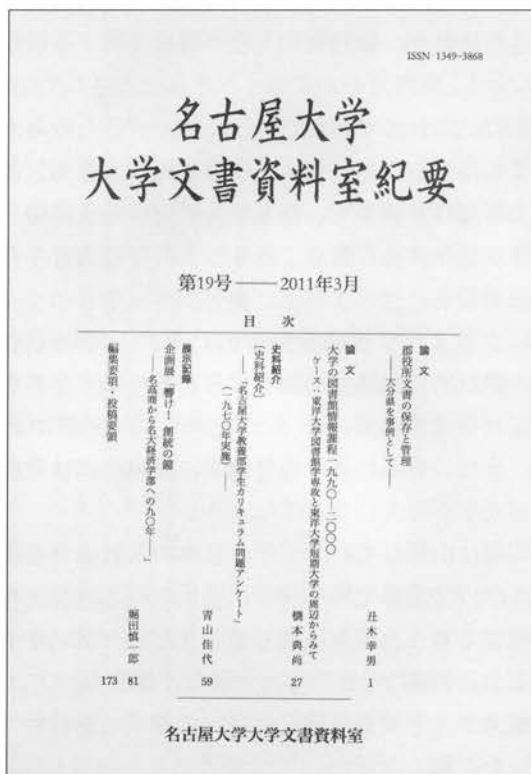 ISSN 1349-3868
名古屋大学
大学文書資料室紀要
第19号――2011年3月
目 次
論 文
郡役所文書の保存と管理
――大分県を事例として――
丑木幸男 1
論 文
大学の図書館情報課程一九九〇―二〇〇〇
ケース：東洋大学図書館学専攻と東洋大学短期大学の周辺からみて
橋本典尚 27
史料紹介
〔史料紹介〕
――「名古屋大学教養部学生カリキュラム問題アンケート」
（一九七〇年実施）――
青山佳代 59
展示記録
企画展「響け！ 伝統の鐘
――名高商から名大経済学部への九〇年――」
堀田慎一郎 81
編集要項・投稿要領 173
名古屋大学大学文書資料室